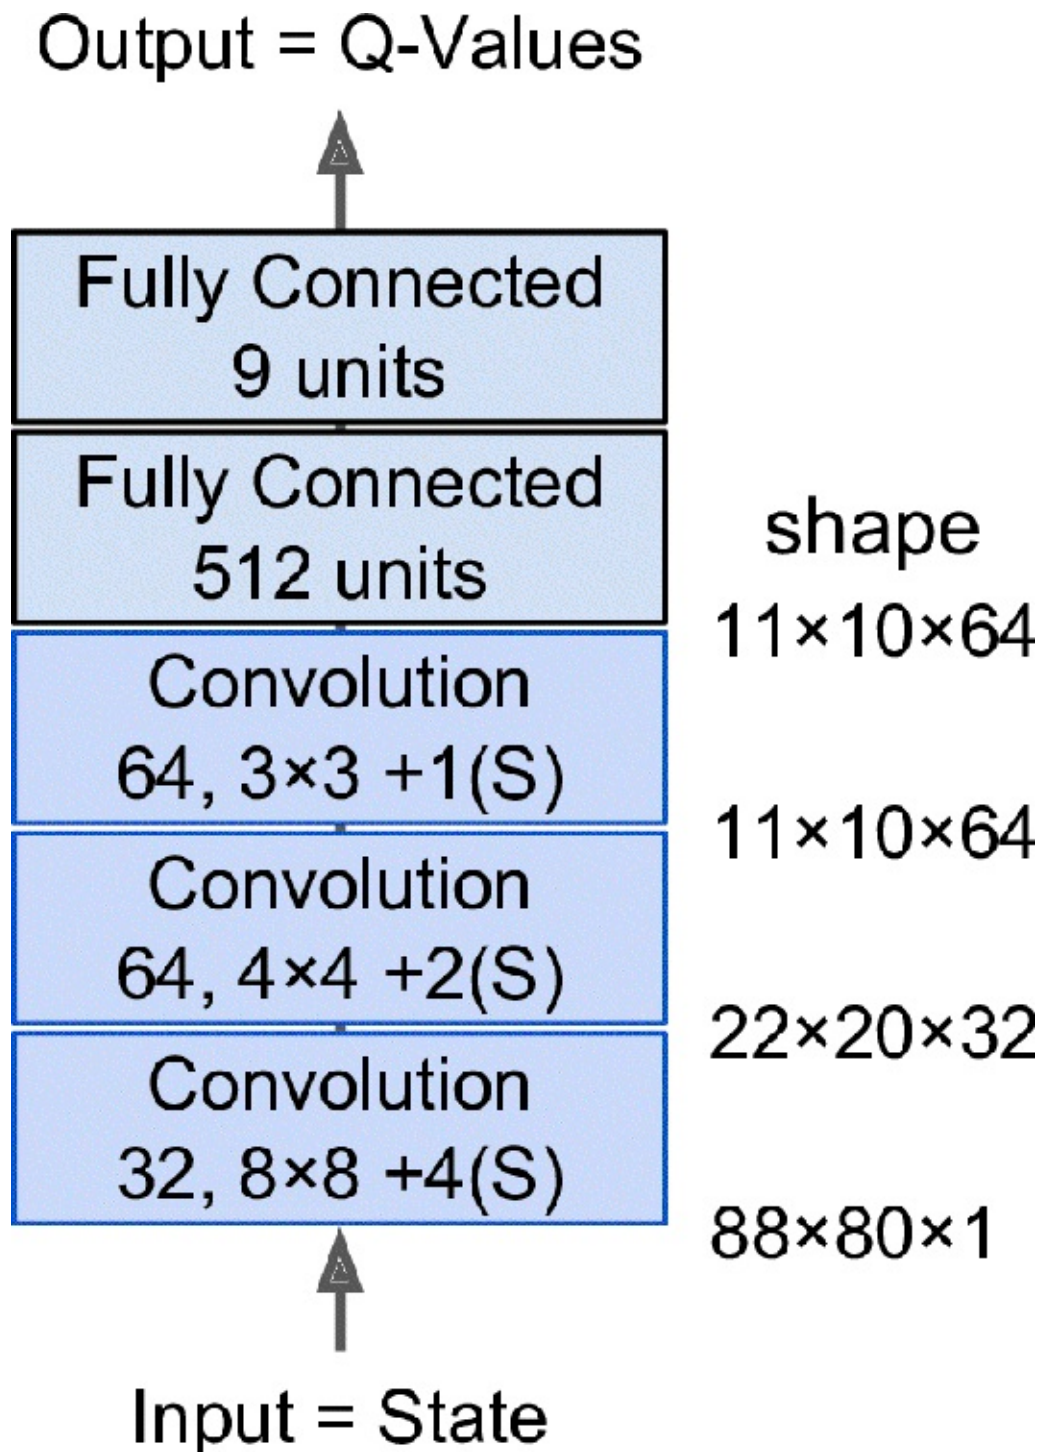 Output = Q-Values
Fully Connected
9 units
Fully Connected
512 units
shape
11×10×64
Convolution
64, 3×3 +1(S)
11×10×64
Convolution
64, 4×4 +2(S)
22×20×32
Convolution
32, 8×8 +4(S)
88×80×1
Input = State